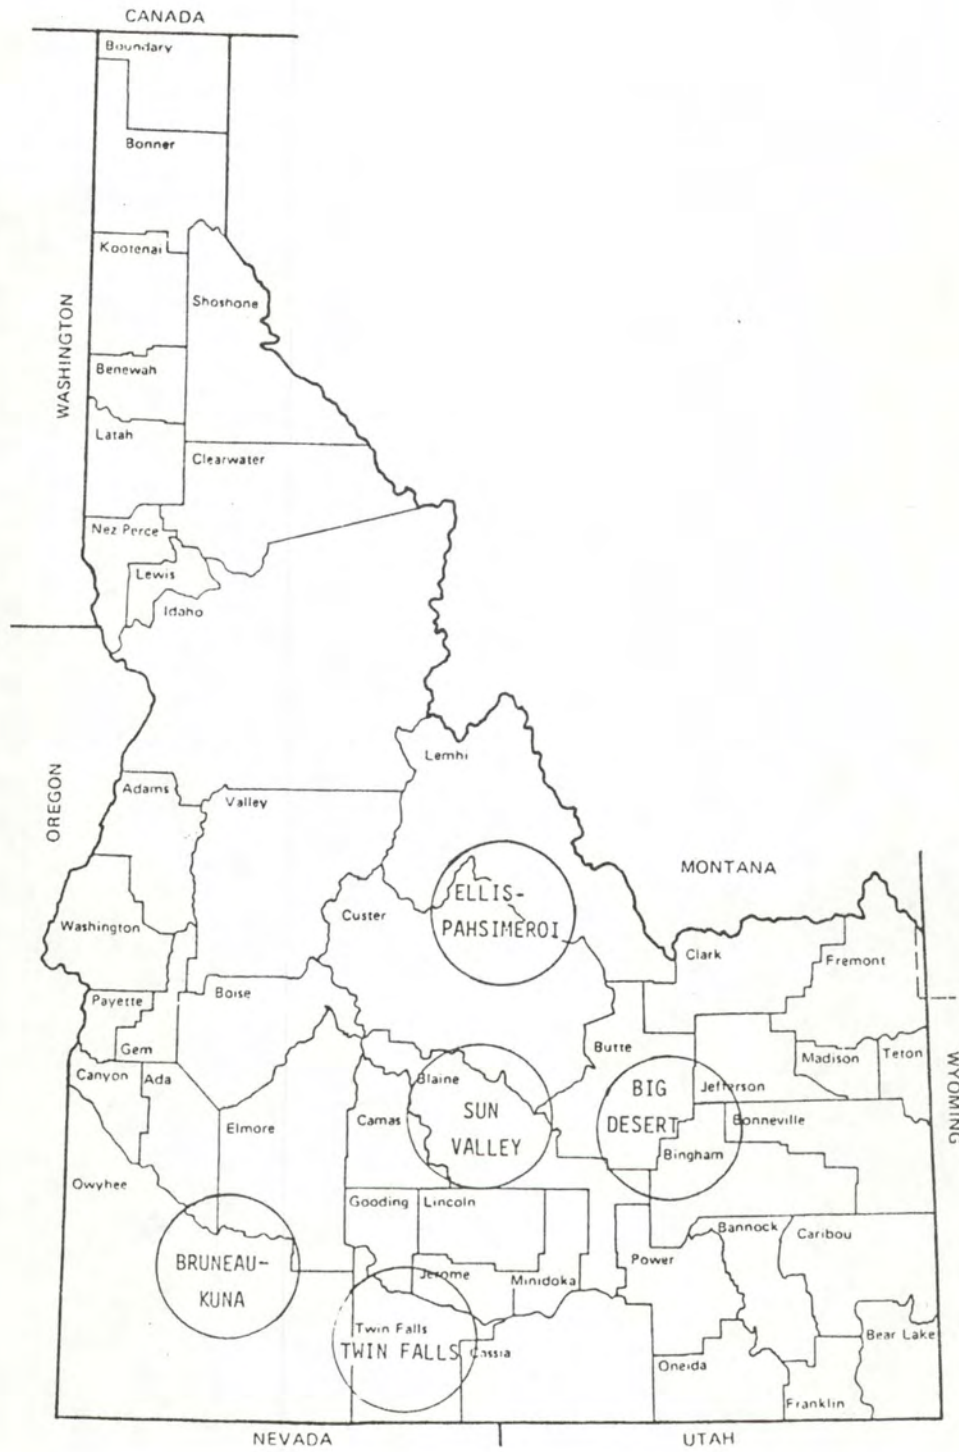 CANADA
Boundary
Bonner
Kootenai
Shoshone
WASHINGTON
Benewah
Latah
Clearwater
Nez Perce
Lewis
Idaho
Lemhi
OREGON
Adams
Valley
MONTANA
ELLIS-
PAHSIMEROI
Custer
Washington
Clark
Fremont
Payette
Boise
Gem
Butte
Madison
Teton
Canyon
Ada
Blaine
BIG
DESERT
Jefferson
WYOMING
SUN
VALLEY
Camas
Elmore
Bonneville
Bingham
Owyhee
Gooding
Lincoln
Bannock
Caribou
BRUNEAU-
KUNA
Jerome
Minidoka
Power
Twin Falls
TWIN FALLS
Cassia
Oneida
Bear Lake
Franklin
NEVADA
UTAH